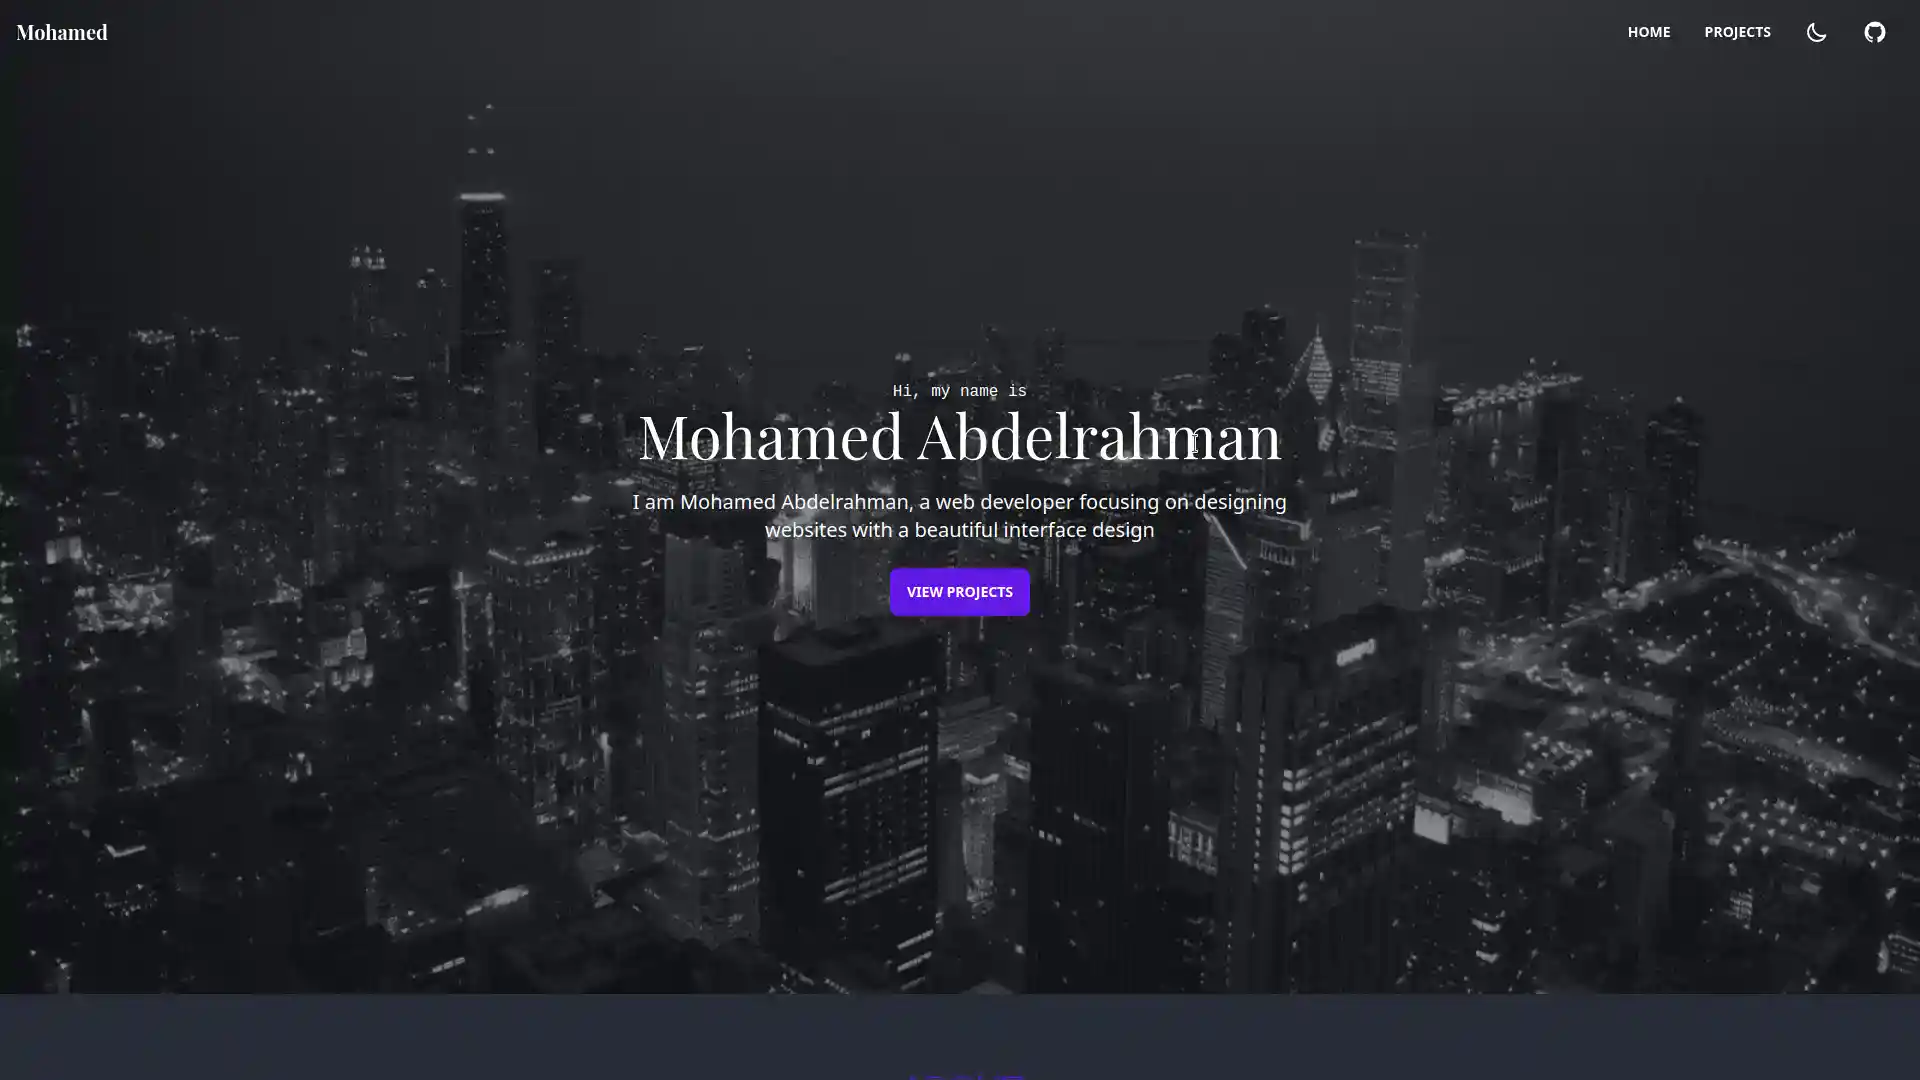 Mohamed
HOME
PROJECTS
Hi, my name is
Mohamed Abdelrahman
I am Mohamed Abdelrahman, a web developer focusing on designing
websites with a beautiful interface design
VIEW PROJECTS